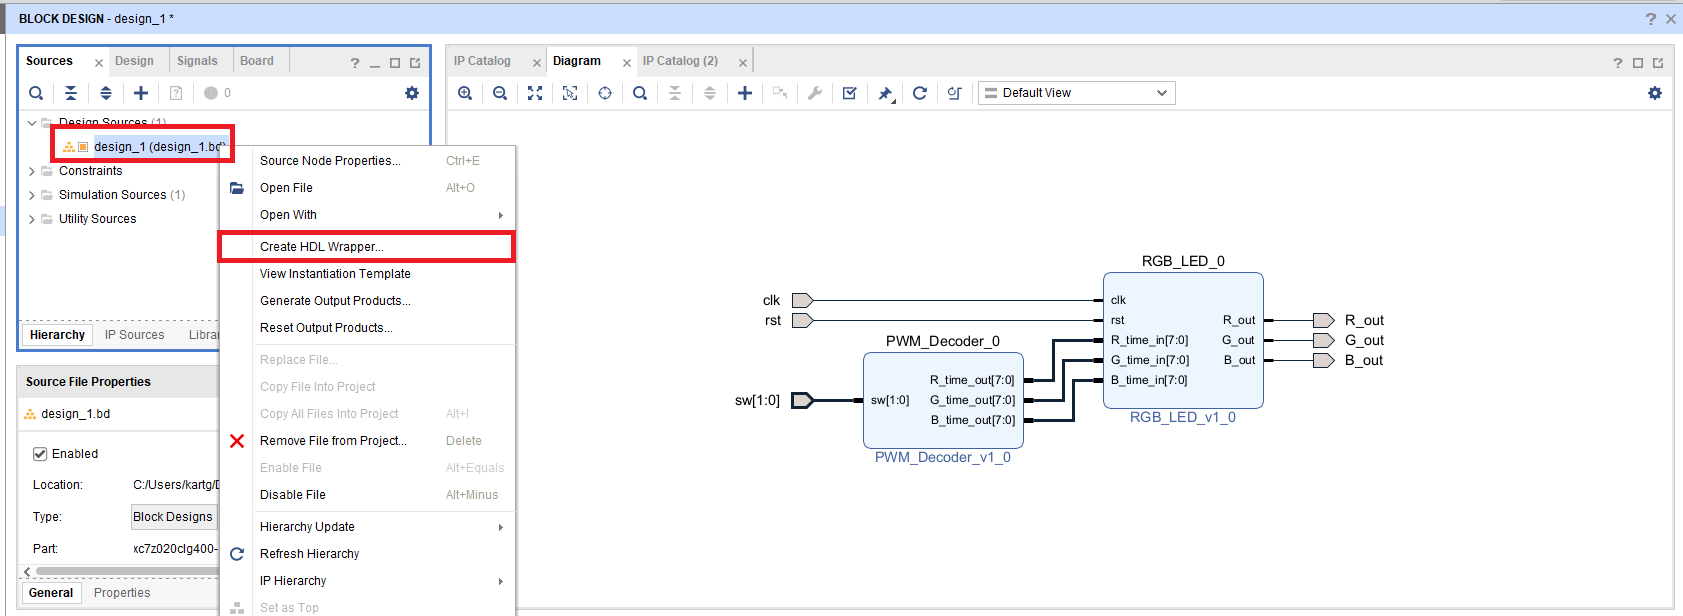 BLOCK DESIGN - design_1 *
Sources
Design
Signals
Board
0
Design Sources (1)
design_1 (design_1.bd)
Constraints
Simulation Sources (1)
Utility Sources
Hierarchy
IP Sources
Librar
Source File Properties
design_1.bd
Enabled
Location:
C:/Users/kartg/D
Type:
Block Designs
Part:
xc7z020clg400-
General
Properties
Source Node Properties... Ctrl+E
Open File Alt+O
Open With
Create HDL Wrapper...
View Instantiation Template
Generate Output Products...
Reset Output Products...
Replace File...
Copy File Into Project
Copy All Files Into Project Alt+I
Remove File from Project... Delete
Enable File Alt+Equals
Disable File Alt+Minus
Hierarchy Update
Refresh Hierarchy
IP Hierarchy
Set as Top
IP Catalog
Diagram
IP Catalog (2)
Default View
RGB_LED_0
clk
rst
clk
rst
R_time_in[7:0]
G_time_in[7:0]
B_time_in[7:0]
R_out
G_out
B_out
R_out
G_out
B_out
RGB_LED_v1_0
PWM_Decoder_0
sw[1:0]
sw[1:0]
R_time_out[7:0]
G_time_out[7:0]
B_time_out[7:0]
PWM_Decoder_v1_0